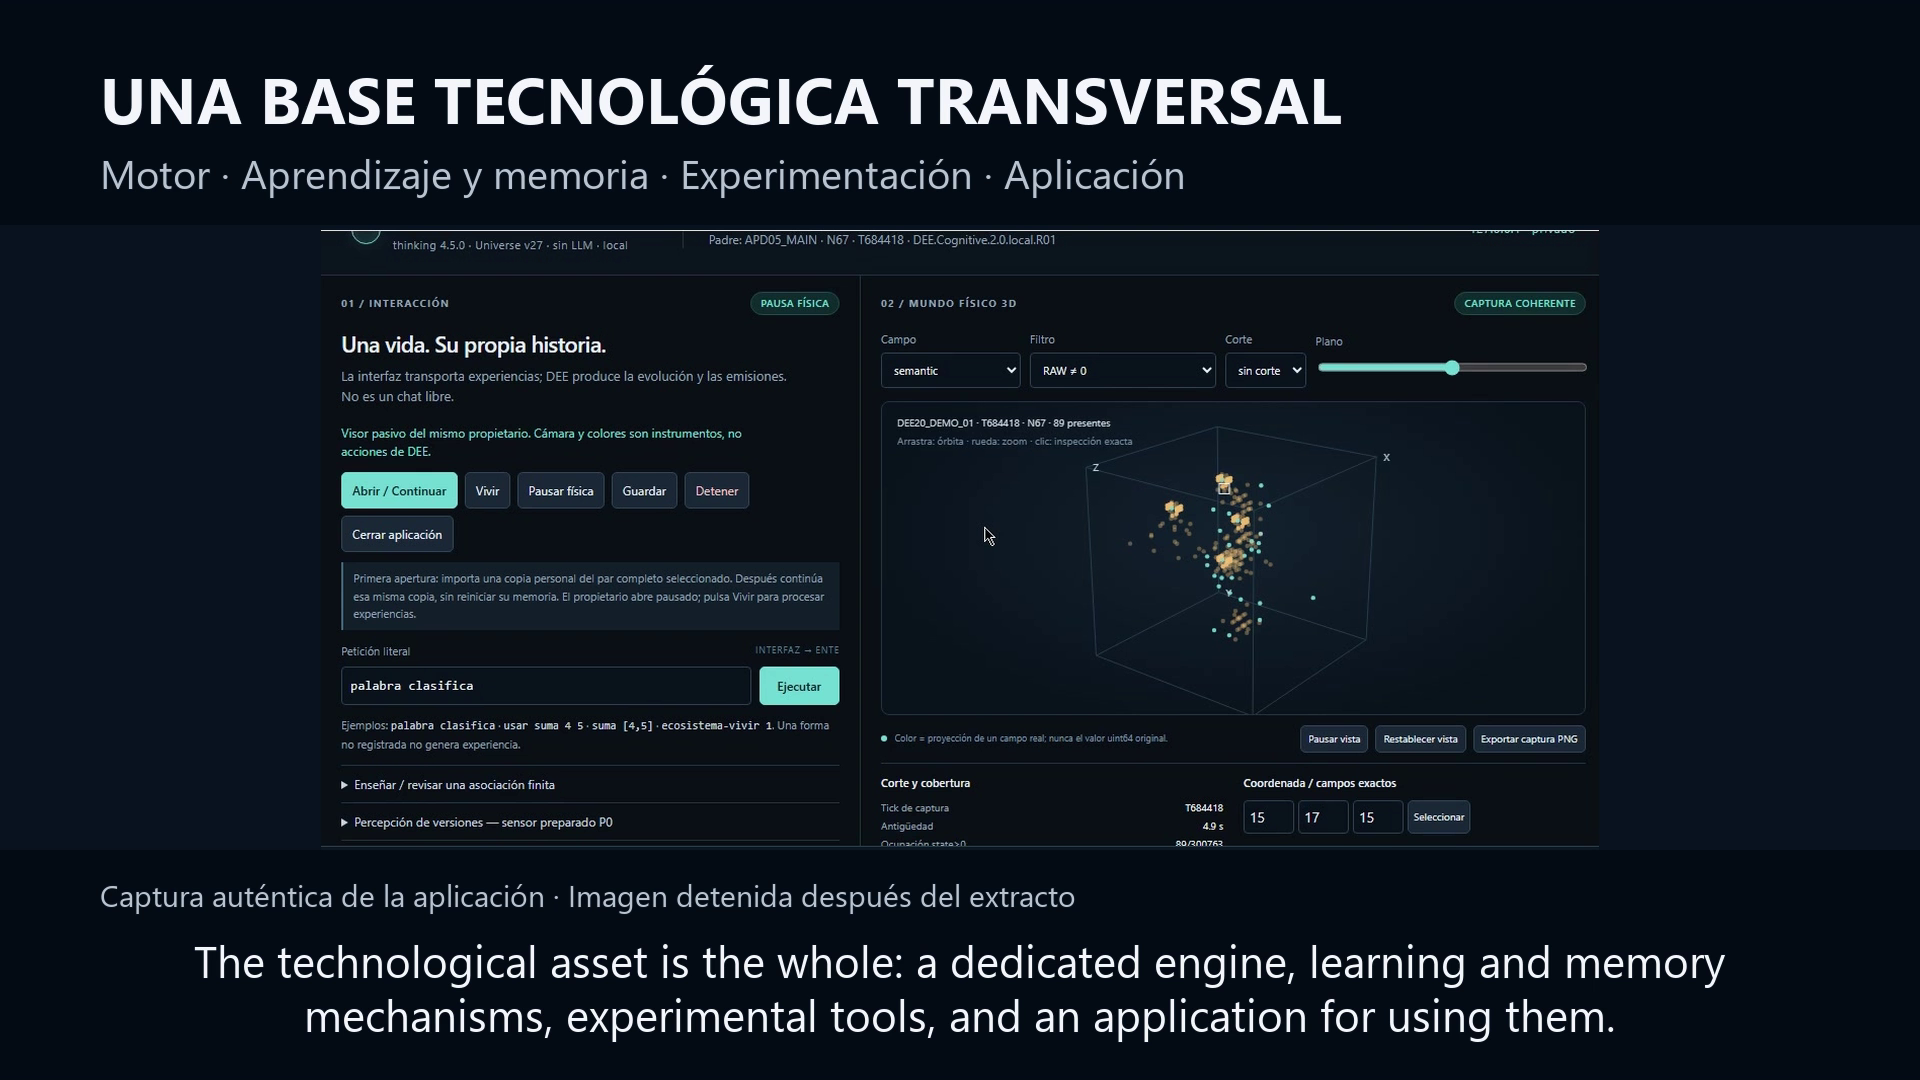 UNA BASE TECNOLÓGICA TRANSVERSAL
Motor · Aprendizaje y memoria · Experimentación · Aplicación
thinking 4.5.0 · Universe v27 · sin LLM · local
Padre: APD05_MAIN · N67 · T684418 · DEE.Cognitive.2.0.local.R01
01 / INTERACCIÓN
PAUSA FÍSICA
Una vida. Su propia historia.
La interfaz transporta experiencias; DEE produce la evolución y las emisiones.
No es un chat libre.
Visor pasivo del mismo propietario. Cámara y colores son instrumentos, no
acciones de DEE.
Abrir / Continuar
Vivir
Pausar física
Guardar
Detener
Cerrar aplicación
Primera apertura: importa una copia personal del par completo seleccionado. Después continúa
esa misma copia, sin reiniciar su memoria. El propietario abre pausado; pulsa Vivir para procesar
experiencias.
Petición literal
INTERFAZ → ENTE
palabra clasifica
Ejecutar
Ejemplos: palabra clasifica · usar suma 4 5 · suma [4,5] · ecosistema-vivir 1. Una forma
no registrada no genera experiencia.
▶ Enseñar / revisar una asociación finita
▶ Percepción de versiones — sensor preparado P0
02 / MUNDO FÍSICO 3D
CAPTURA COHERENTE
Campo
Filtro
Corte
Plano
semantic
RAW ≠ 0
sin corte
DEE20_DEMO_01 · T684418 · N67 · 89 presentes
Arrastra: órbita · rueda: zoom · clic: inspección exacta
Z
X
Y
Color = proyección de un campo real; nunca el valor uint64 original.
Pausar vista
Restablecer vista
Exportar captura PNG
Corte y cobertura
Tick de captura
T684418
Antigüedad
4.9 s
Ocupación state>0
89/300763
Coordenada / campos exactos
15
17
15
Seleccionar
Captura auténtica de la aplicación · Imagen detenida después del extracto
The technological asset is the whole: a dedicated engine, learning and memory
mechanisms, experimental tools, and an application for using them.